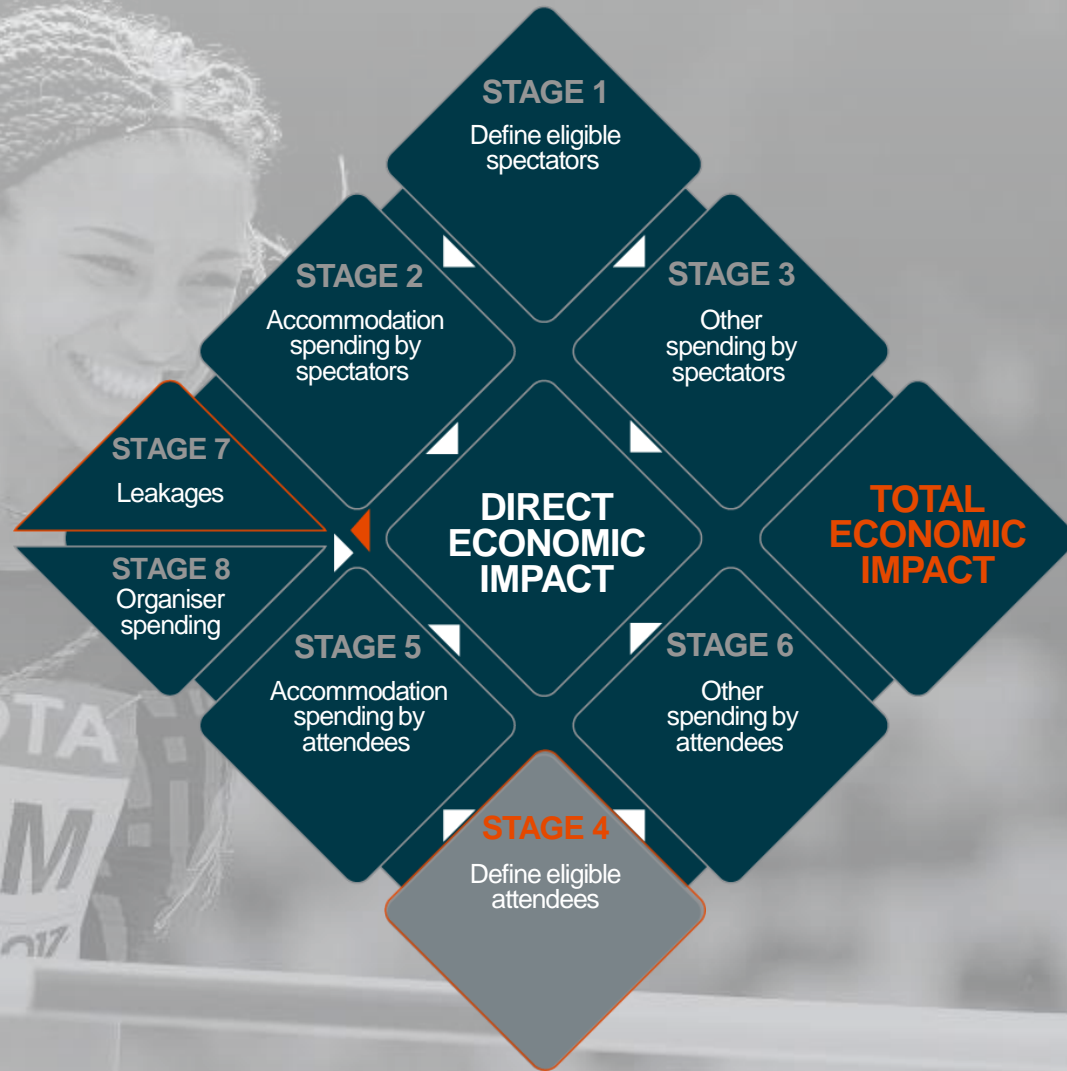 STAGE 1
Define eligible
spectators
STAGE 2
Accommodation
spending by
spectators
STAGE 3
Other
spending by
spectators
STAGE 7
Leakages
STAGE 8
Organiser
spending
DIRECT
ECONOMIC
IMPACT
TOTAL
ECONOMIC
IMPACT
STAGE 5
Accommodation
spending by
attendees
STAGE 6
Other
spending by
attendees
STAGE 4
Define eligible
attendees